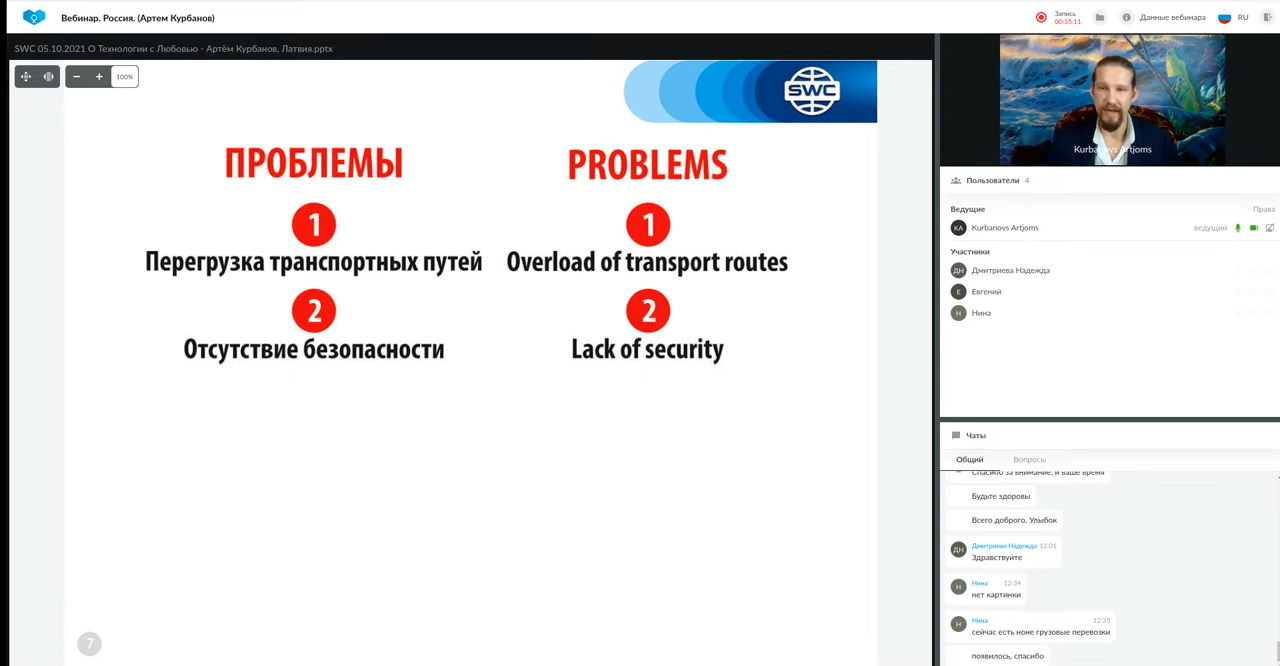 Вебинар. Россия. (Артем Курбанов)
Запись
00:35:11
Данные вебинара
RU
SWC 05.10.2021 О Технологии с Любовью - Артём Курбанов, Латвия.pptx
100%
SWC
ПРОБЛЕМЫ
1
Перегрузка транспортных путей
2
Отсутствие безопасности
PROBLEMS
1
Overload of transport routes
2
Lack of security
7
Kurbanovs Artjoms
Пользователи 4
Ведущие
Права
KA Kurbanovs Artjoms ведущий
Участники
ДН Дмитриева Надежда
Е Евгений
Н Нина
Чаты
Общий Вопросы
Спасибо за внимание, и ваше время
Будьте здоровы
Всего доброго. Улыбок
ДН Дмитриева Надежда 12:01
Здравствуйте
Н Нина 12:34
нет картинки
Н Нина 12:35
сейчас есть ноне грузовые перевозки
появилось, спасибо